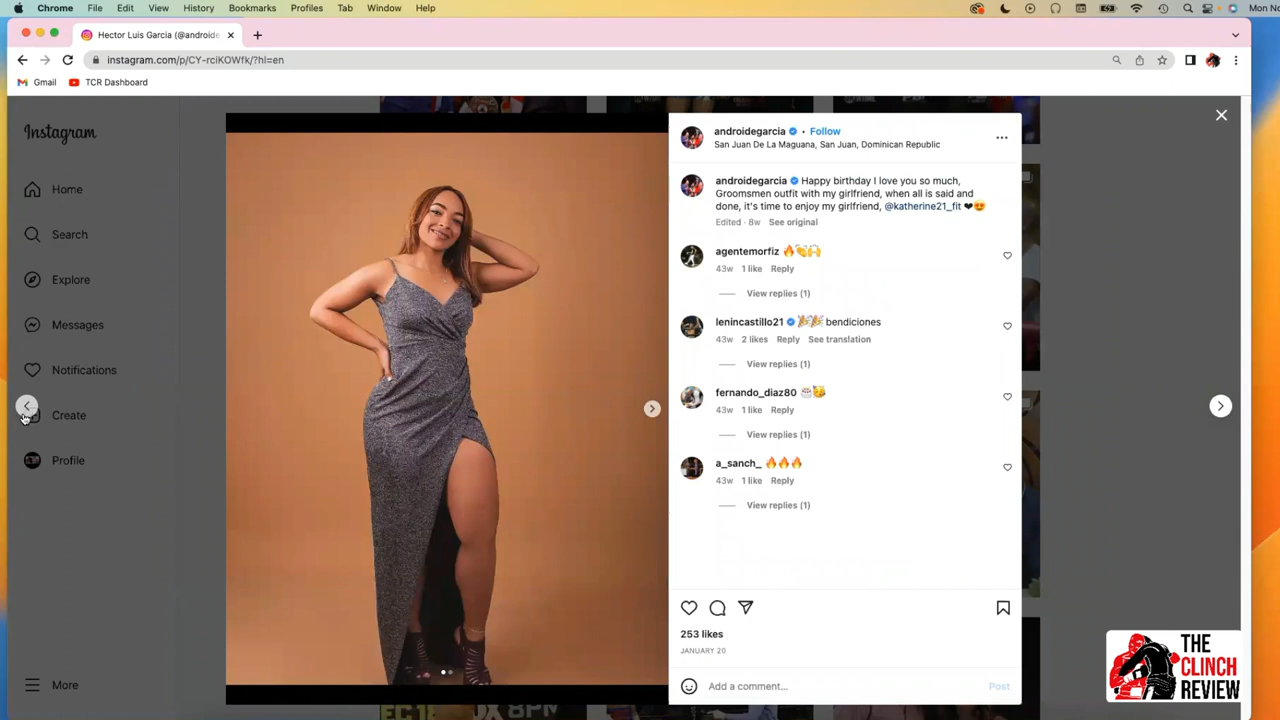 Chrome File Edit View History Bookmarks Profiles Tab Window Help
Mon No
Hector Luis Garcia (@androide
instagram.com/p/CY-rciKOWfk/?hl=en
Gmail TCR Dashboard
Instagram
Home
Search
Explore
Messages
Notifications
Create
Profile
More
androidegarcia • Follow
San Juan De La Maguana, San Juan, Dominican Republic
androidegarcia Happy birthday I love you so much,
Groomsmen outfit with my girlfriend, when all is said and
done, it's time to enjoy my girlfriend, @katherine21_fit ❤😍
Edited · 8w See original
agentemorfiz 🔥👏🙌
43w 1 like Reply
View replies (1)
lenincastillo21 🎉🎉 bendiciones
43w 2 likes Reply See translation
View replies (1)
fernando_diaz80 🎂🥳
43w 1 like Reply
View replies (1)
a_sanch_ 🔥🔥🔥
43w 1 like Reply
View replies (1)
253 likes
JANUARY 20
Add a comment...
Post
THE
CLINCH
REVIEW
8PM